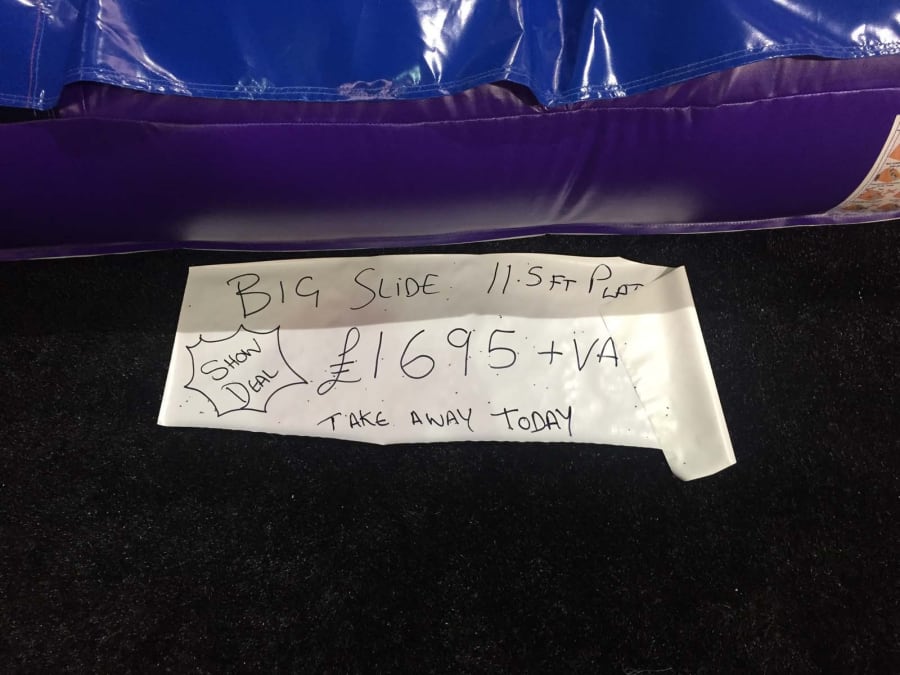 BIG SLIDE 11.5FT PLAT
SHOW
DEAL
£1695 + VA
TAKE AWAY TODAY